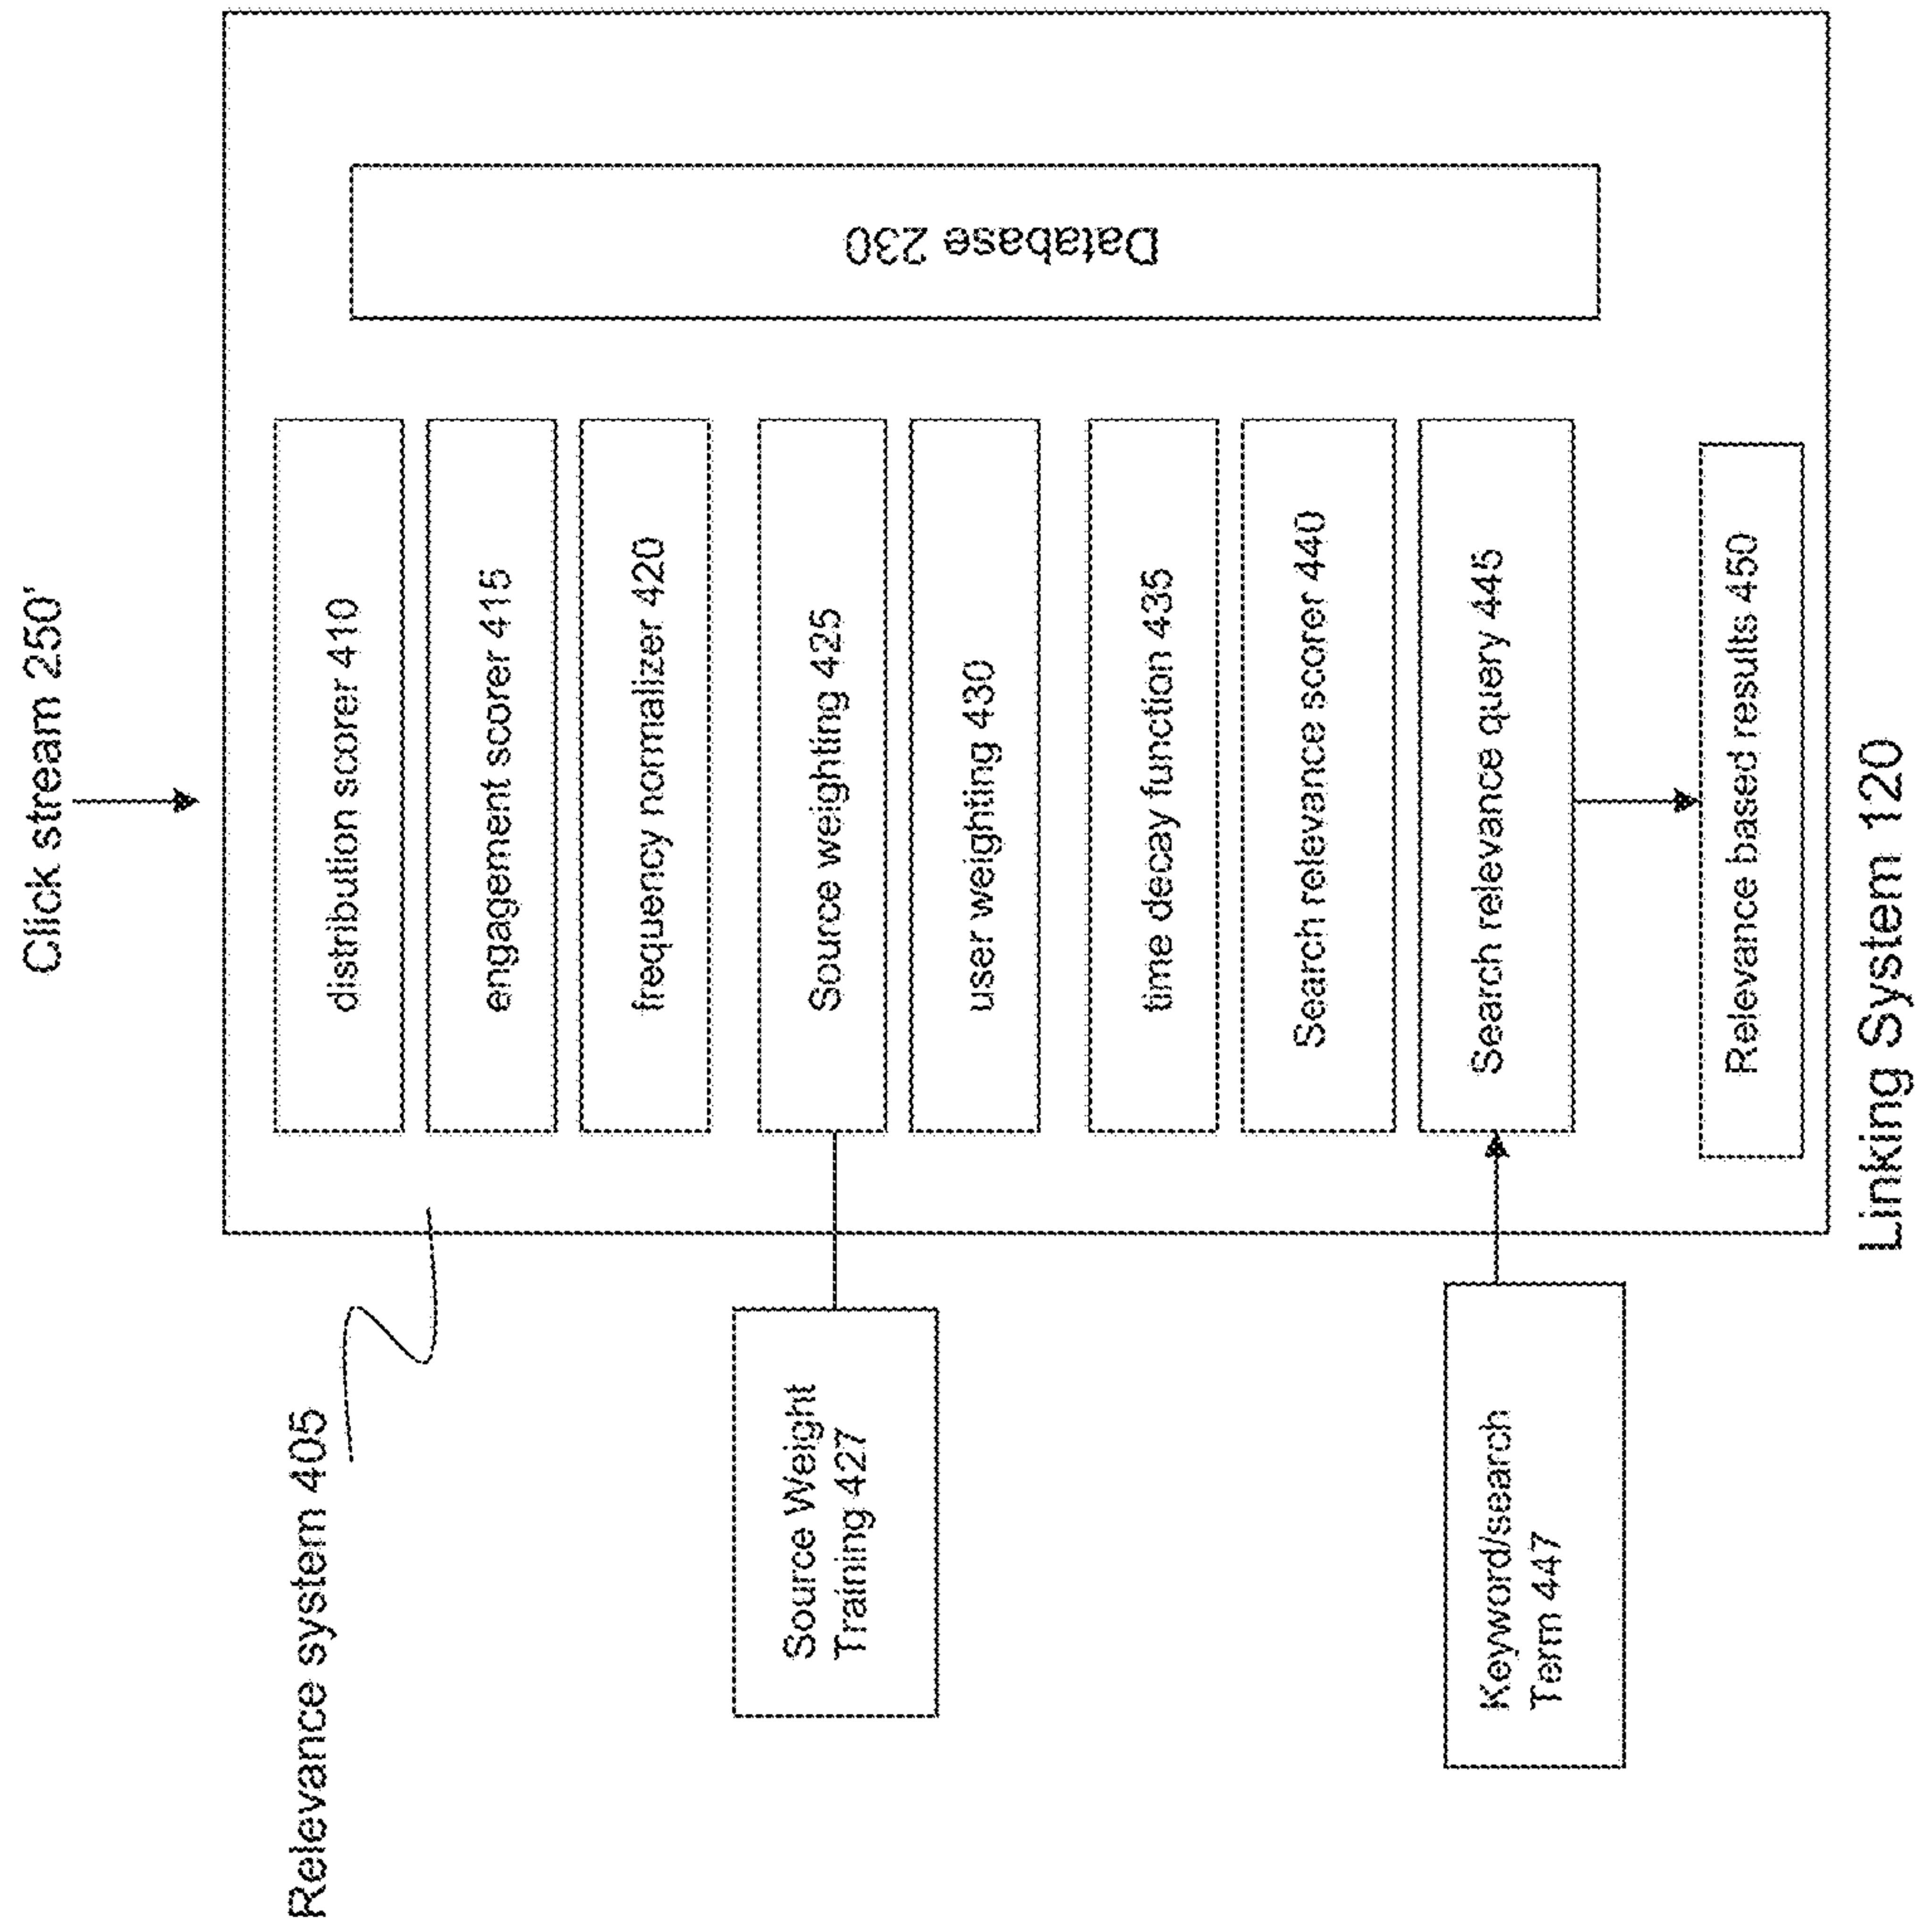 Click stream 250'
Relevance system 405
distribution scorer 410
engagement scorer 415
frequency normalizer 420
Source weighting 425
Source Weight
Training 427
user weighting 430
time decay function 435
Search relevance scorer 440
Search relevance query 445
Keyword/search
Term 447
Relevance based results 450
Database 230
Linking System 120